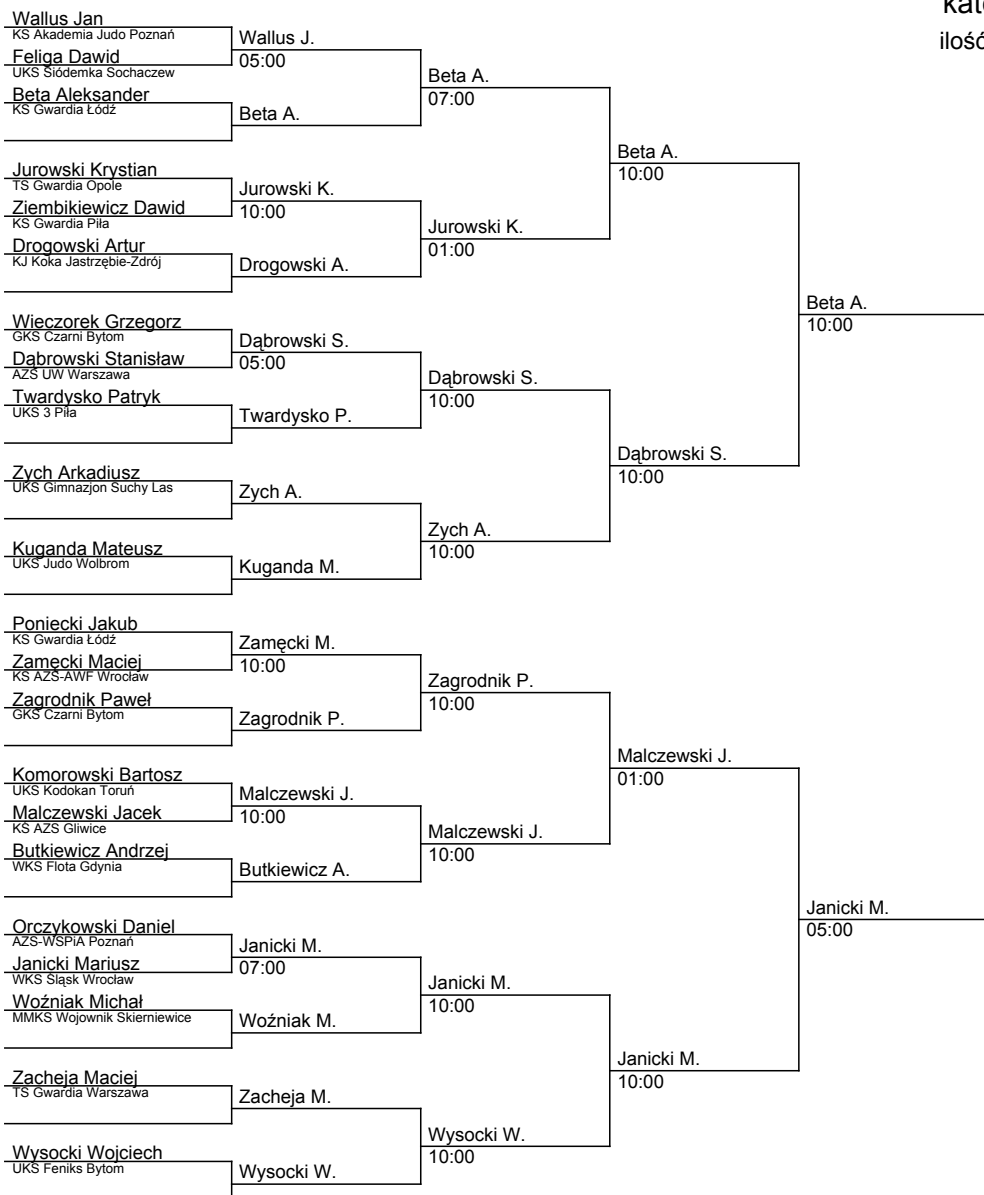 kate
ilość
Wallus Jan
KS Akademia Judo Poznań
Feliga Dawid
UKS Siódemka Sochaczew
Beta Aleksander
KS Gwardia Łódź
Jurowski Krystian
TS Gwardia Opole
Ziembikiewicz Dawid
KS Gwardia Piła
Drogowski Artur
KJ Koka Jastrzębie-Zdrój
Wieczorek Grzegorz
GKS Czarni Bytom
Dąbrowski Stanisław
AZS UW Warszawa
Twardysko Patryk
UKS 3 Piła
Zych Arkadiusz
UKS Gimnazjon Suchy Las
Kuganda Mateusz
UKS Judo Wolbrom
Poniecki Jakub
KS Gwardia Łódź
Zamęcki Maciej
KS AZS-AWF Wrocław
Zagrodnik Paweł
GKS Czarni Bytom
Komorowski Bartosz
UKS Kodokan Toruń
Malczewski Jacek
KS AZS Gliwice
Butkiewicz Andrzej
WKS Flota Gdynia
Orczykowski Daniel
AZS-WSPiA Poznań
Janicki Mariusz
WKS Śląsk Wrocław
Woźniak Michał
MMKS Wojownik Skierniewice
Zacheja Maciej
TS Gwardia Warszawa
Wysocki Wojciech
UKS Feniks Bytom
Wallus J.
05:00
Beta A.
Jurowski K.
10:00
Drogowski A.
Dąbrowski S.
05:00
Twardysko P.
Zych A.
Kuganda M.
Zamęcki M.
10:00
Zagrodnik P.
Malczewski J.
10:00
Butkiewicz A.
Janicki M.
07:00
Woźniak M.
Zacheja M.
Wysocki W.
Beta A.
07:00
Jurowski K.
01:00
Dąbrowski S.
10:00
Zych A.
10:00
Zagrodnik P.
10:00
Malczewski J.
10:00
Janicki M.
10:00
Wysocki W.
10:00
Beta A.
10:00
Dąbrowski S.
10:00
Malczewski J.
01:00
Janicki M.
10:00
Beta A.
10:00
Janicki M.
05:00